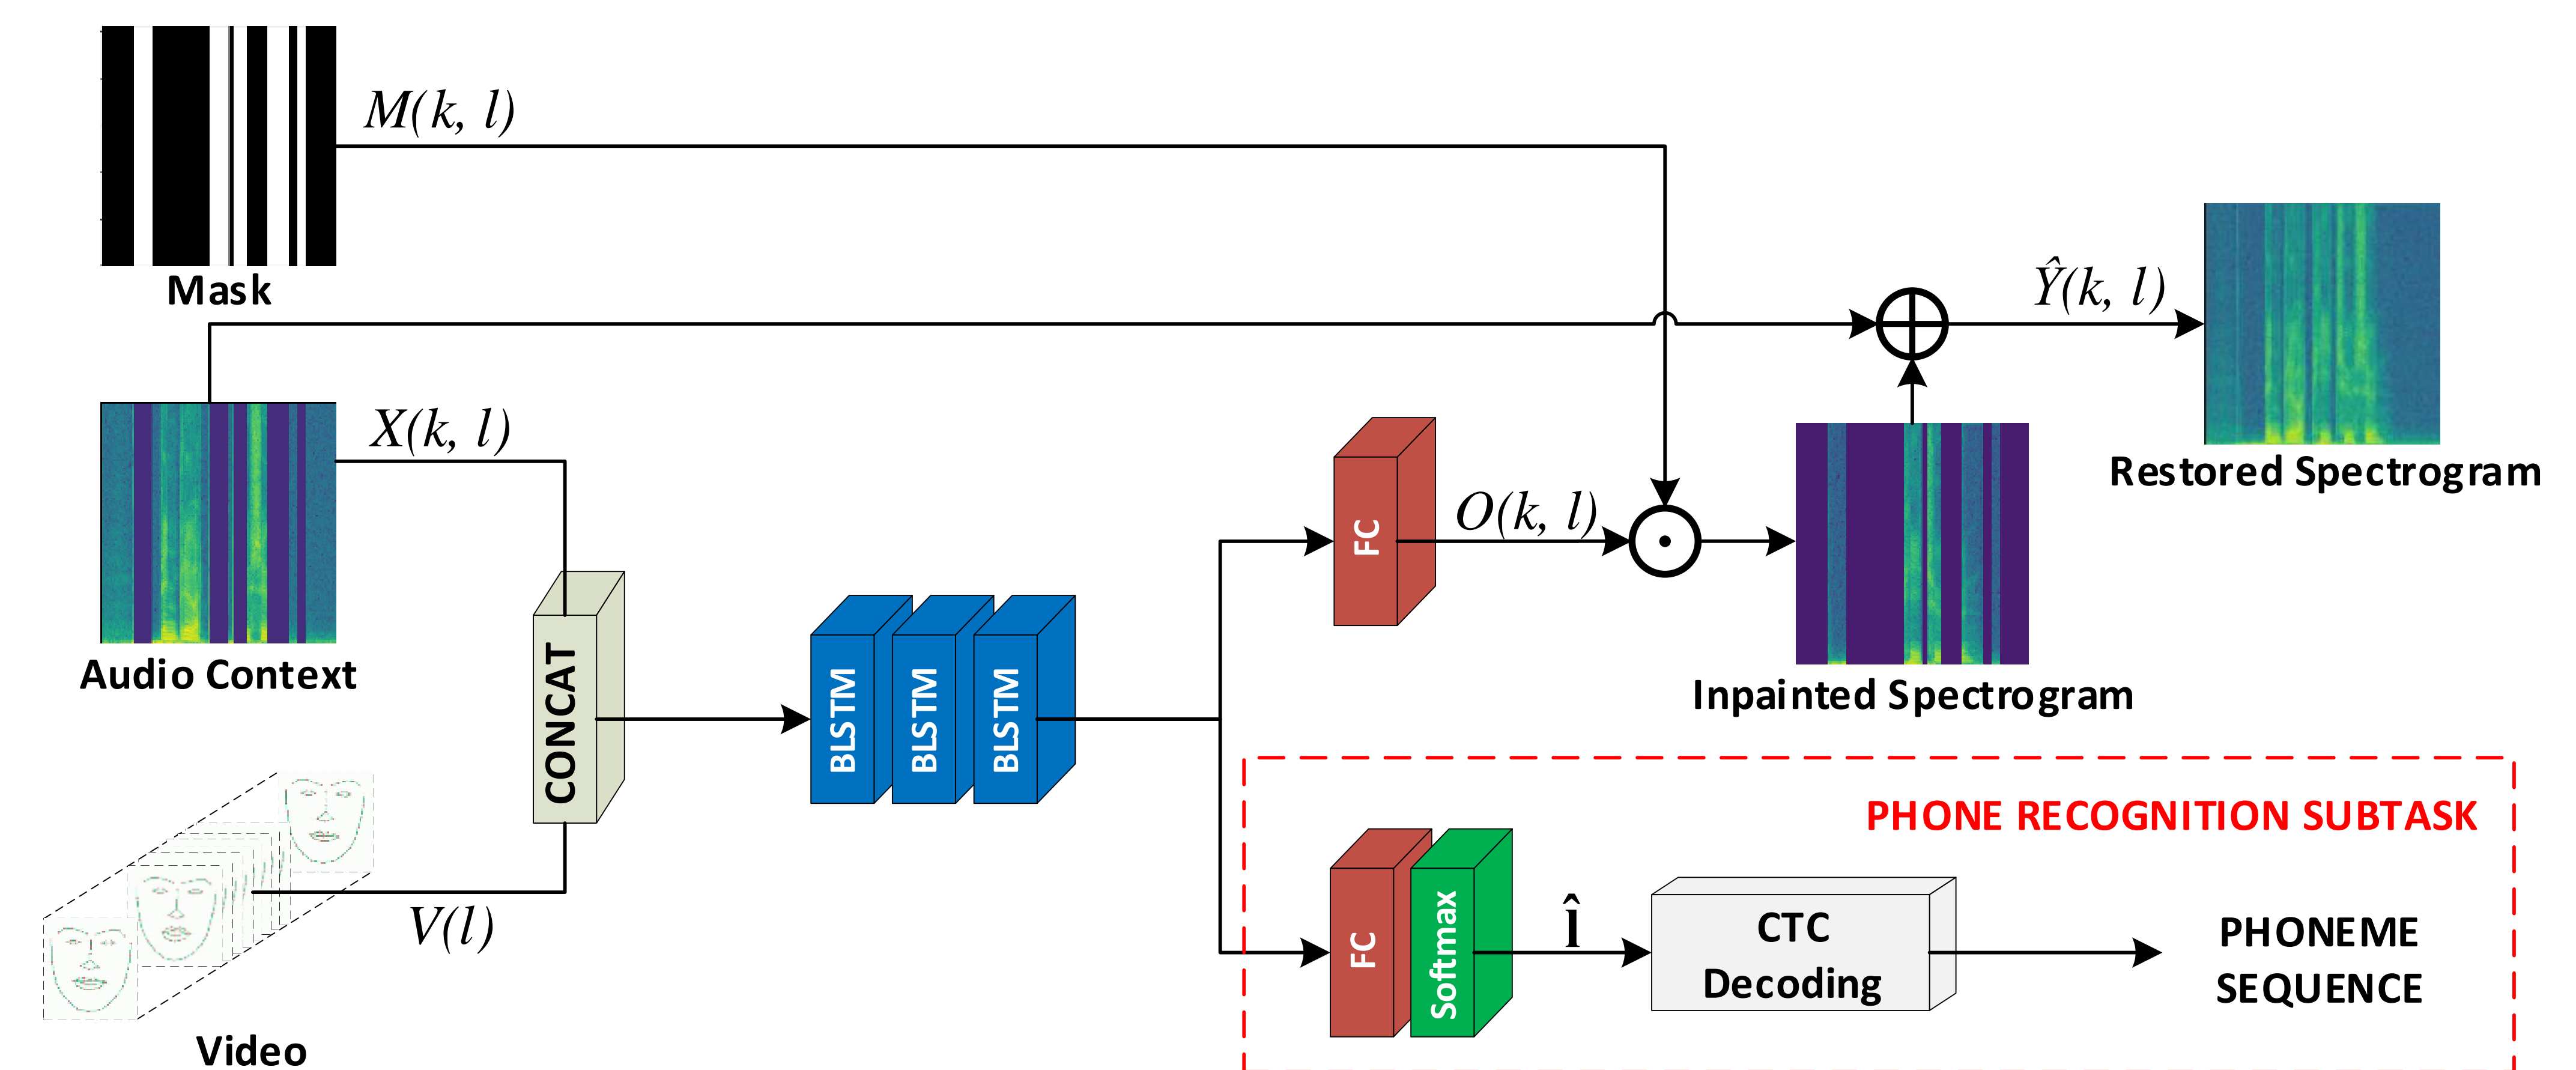 M(k, l)
Mask
Ŷ(k, l)
X(k, l)
Restored Spectrogram
FC
O(k, l)
Audio Context
Inpainted Spectrogram
CONCAT
BLSTM
BLSTM
BLSTM
PHONE RECOGNITION SUBTASK
V(l)
FC
Softmax
l̂
CTC
Decoding
PHONEME
SEQUENCE
Video